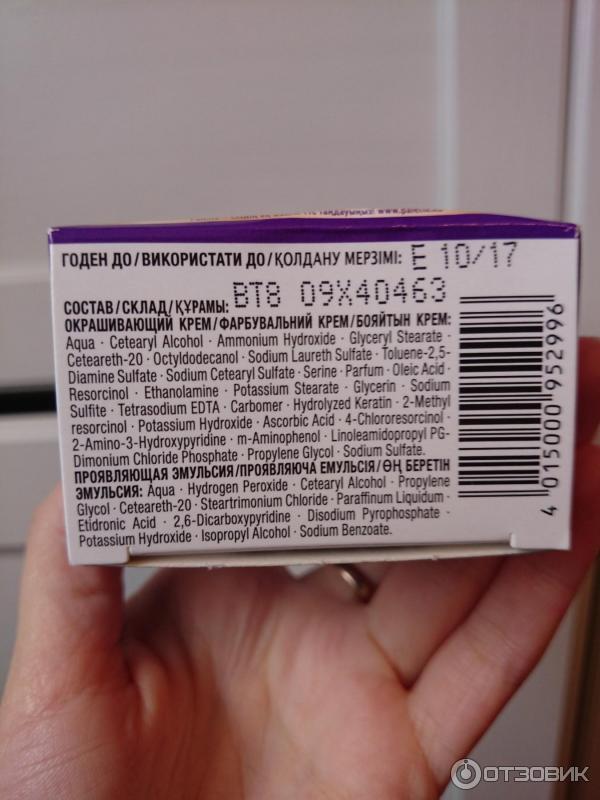 www.pale
ГОДЕН ДО/ВИКОРИСТАТИ ДО/ҚОЛДАНУ МЕРЗІМІ: E 10/17
BT8 09X40463
СОСТАВ/СКЛАД/ҚҰРАМЫ:
ОКРАШИВАЮЩИЙ КРЕМ/ФАРБУВАЛЬНИЙ КРЕМ/БОЯЙТЫН КРЕМ:
Aqua · Cetearyl Alcohol · Ammonium Hydroxide · Glyceryl Stearate ·
Ceteareth-20 · Octyldodecanol · Sodium Laureth Sulfate · Toluene-2,5-
Diamine Sulfate · Sodium Cetearyl Sulfate · Serine · Parfum · Oleic Acid ·
Resorcinol · Ethanolamine · Potassium Stearate · Glycerin · Sodium
Sulfite · Tetrasodium EDTA · Carbomer · Hydrolyzed Keratin · 2-Methyl
resorcinol · Potassium Hydroxide · Ascorbic Acid · 4-Chlororesorcinol ·
2-Amino-3-Hydroxypyridine · m-Aminophenol · Linoleamidopropyl PG-
Dimonium Chloride Phosphate · Propylene Glycol · Sodium Sulfate.
ПРОЯВЛЯЮЩАЯ ЭМУЛЬСИЯ/ПРОЯВЛЯЮЧА ЕМУЛЬСІЯ/ӨҢ БЕРЕТІН
ЭМУЛЬСИЯ: Aqua · Hydrogen Peroxide · Cetearyl Alcohol · Propylene
Glycol · Ceteareth-20 · Steartrimonium Chloride · Paraffinum Liquidum ·
Etidronic Acid · 2,6-Dicarboxypyridine · Disodium Pyrophosphate ·
Potassium Hydroxide · Isopropyl Alcohol · Sodium Benzoate.
4 015000 952996
ОТЗОВИК